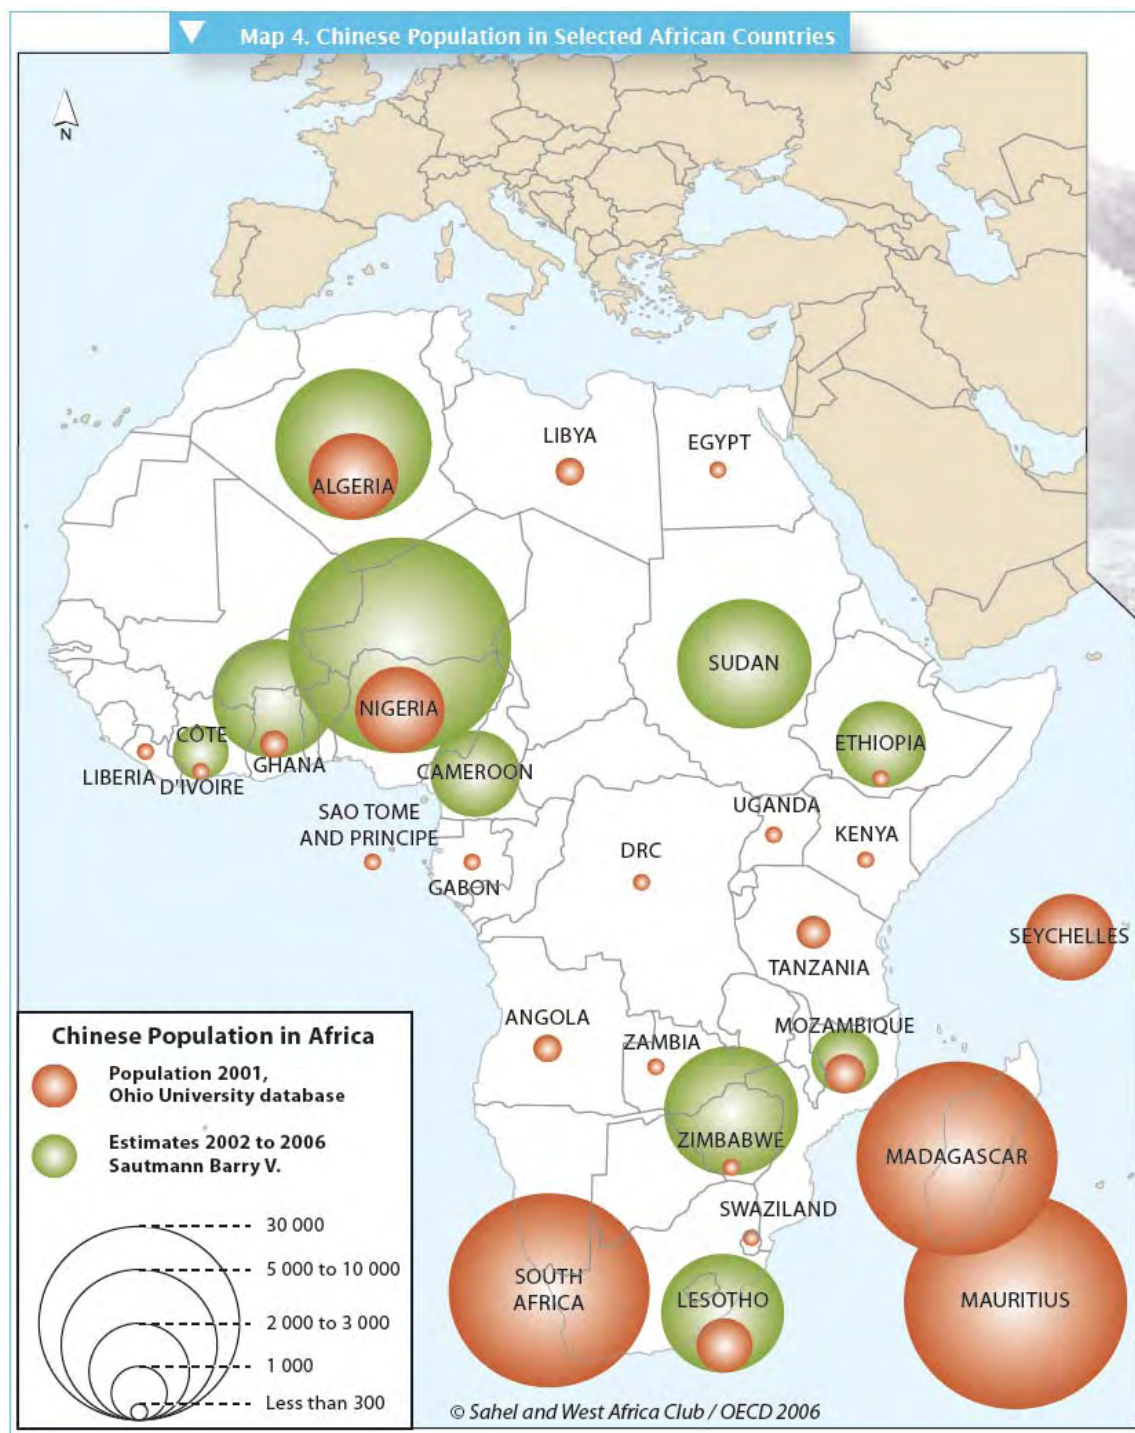 Map 4. Chinese Population in Selected African Countries
N
LIBYA
EGYPT
ALGERIA
SUDAN
NIGERIA
CÔTE
D'IVOIRE
ETHIOPIA
GHANA
LIBERIA
CAMEROON
SAO TOME
AND PRINCIPE
UGANDA
KENYA
DRC
GABON
SEYCHELLES
TANZANIA
ANGOLA
MOZAMBIQUE
ZAMBIA
ZIMBABWE
MADAGASCAR
SWAZILAND
SOUTH
AFRICA
LESOTHO
MAURITIUS
Chinese Population in Africa
Population 2001,
Ohio University database
Estimates 2002 to 2006
Sautmann Barry V.
30 000
5 000 to 10 000
2 000 to 3 000
1 000
Less than 300
© Sahel and West Africa Club / OECD 2006